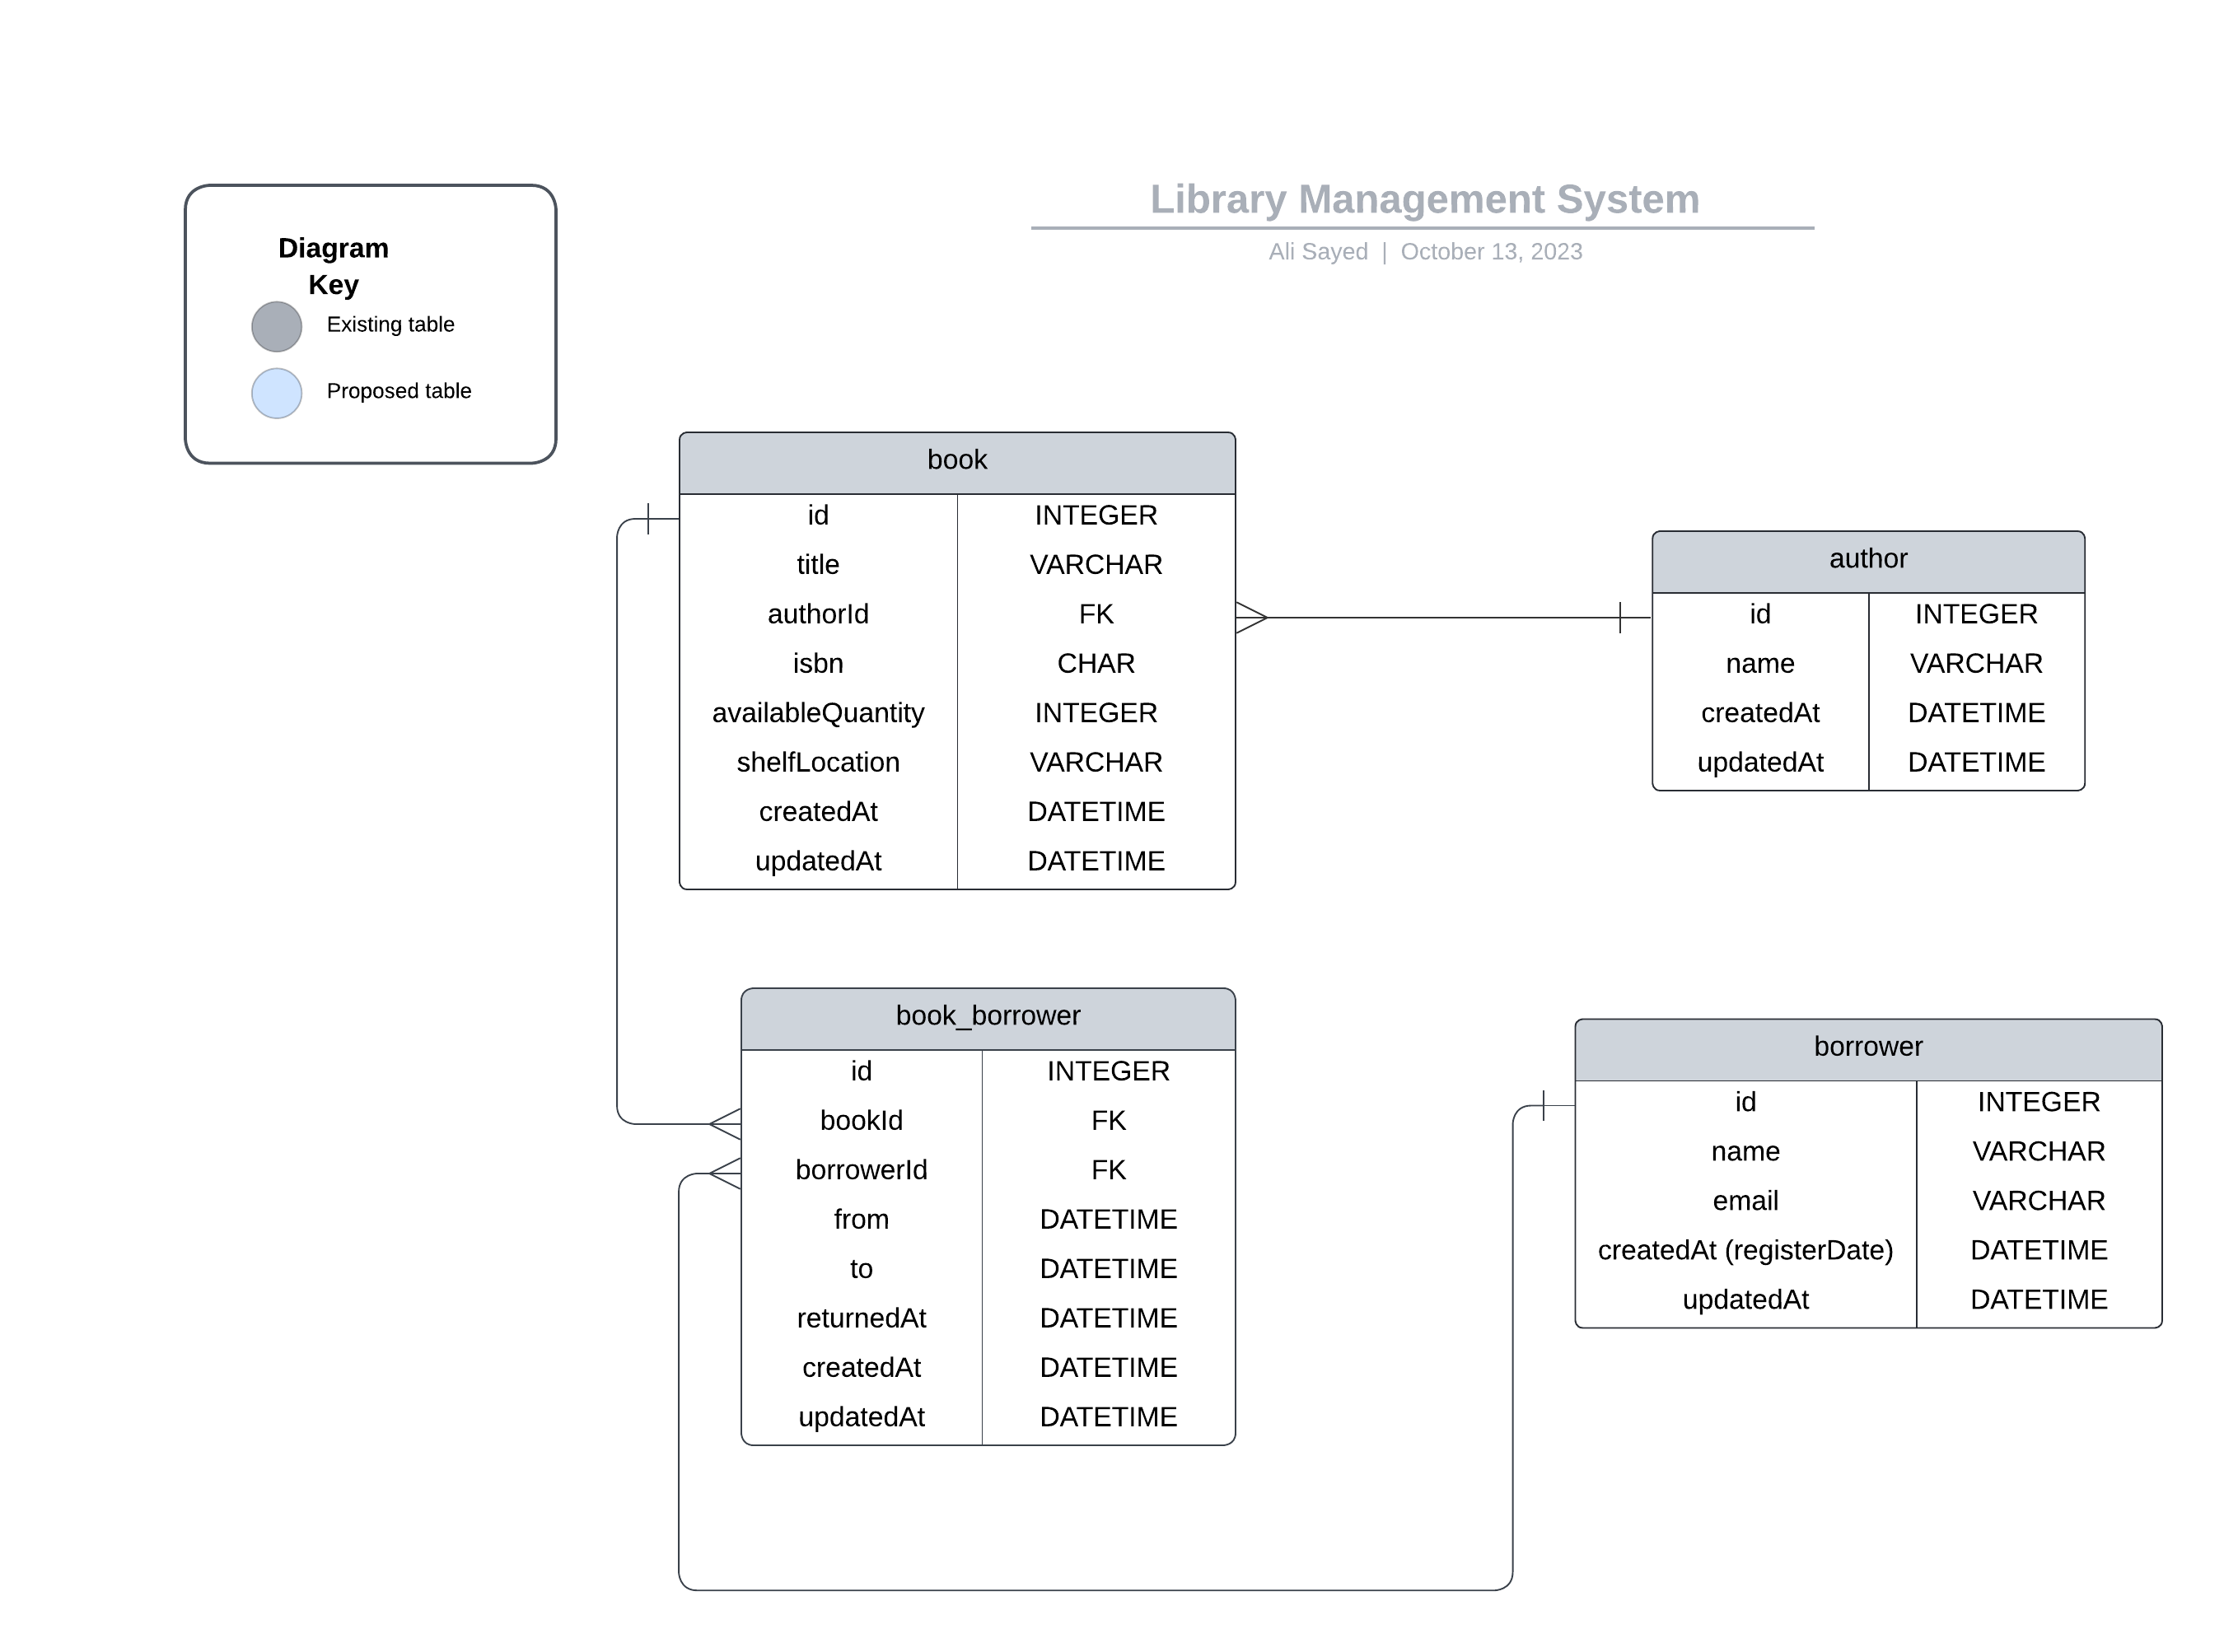 Library Management System
Ali Sayed | October 13, 2023
Diagram
Key
Existing table
Proposed table
book
id INTEGER
title VARCHAR
authorId FK
isbn CHAR
availableQuantity INTEGER
shelfLocation VARCHAR
createdAt DATETIME
updatedAt DATETIME
author
id INTEGER
name VARCHAR
createdAt DATETIME
updatedAt DATETIME
book_borrower
id INTEGER
bookId FK
borrowerId FK
from DATETIME
to DATETIME
returnedAt DATETIME
createdAt DATETIME
updatedAt DATETIME
borrower
id INTEGER
name VARCHAR
email VARCHAR
createdAt (registerDate) DATETIME
updatedAt DATETIME